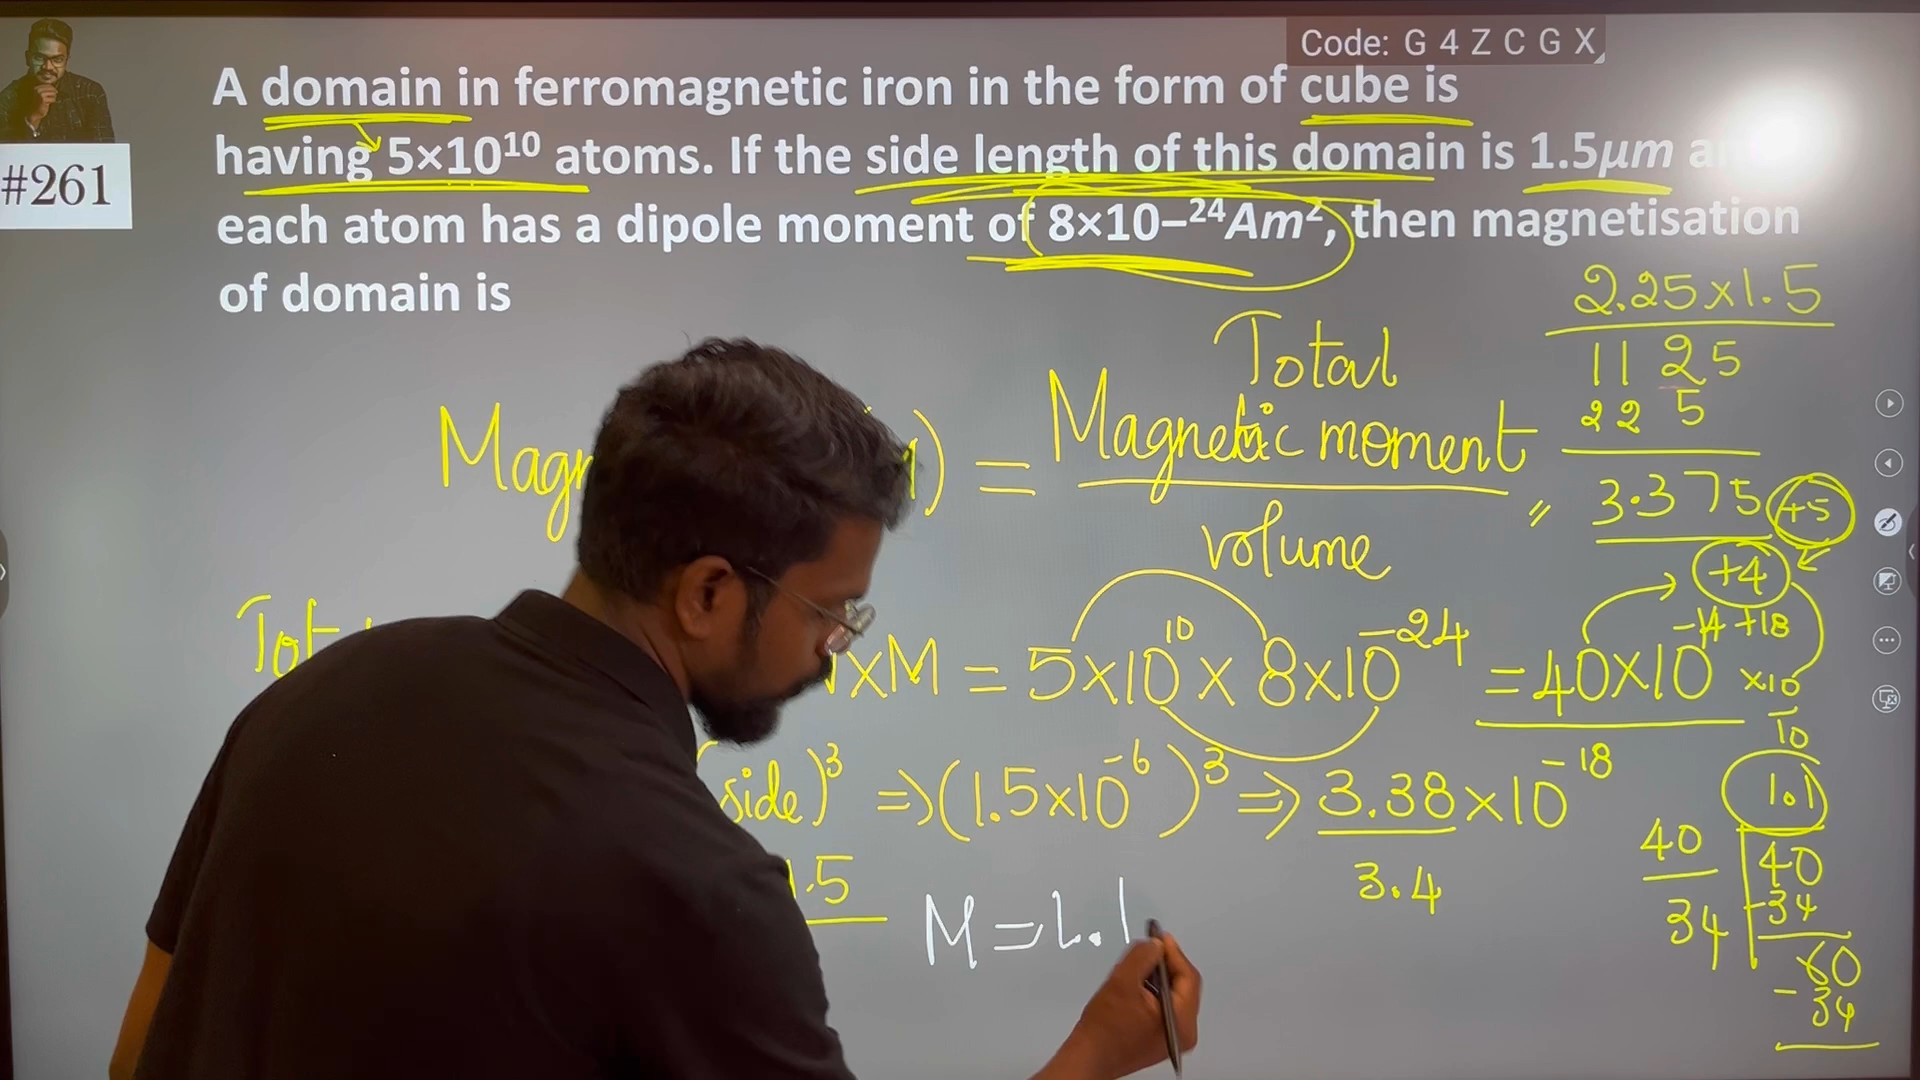 Code: G 4 Z C G X
A domain in ferromagnetic iron in the form of cube is
#261
having 5×10¹⁰ atoms. If the side length of this domain is 1.5μm
each atom has a dipole moment of 8×10–²⁴Am², then magnetisation
of domain is
2.25×1.5
1125
225
3.375 +5
Total
Magnetic moment
volume
Magn ) =
+4
-14 +18
×M = 5×10¹⁰ × 8×10⁻²⁴ = 40×10 ×10
side)³ ⇒ (1.5×10⁻⁶)³ ⇒ 3.38×10⁻¹⁸
3.4
.5
M = 1.1
10
1.1
40
34
40
-34
60
-34